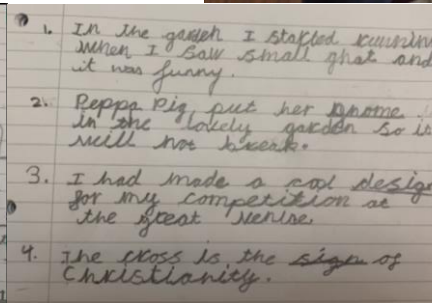 1. In the garden I started running
when I saw small ghat and
it was funny.
2. Peppa Pig put her gnome
in the lovely garden so it
will not break.
3. I had made a cool design
for my competition at
the great
4. The cross is the sign of
Christianity.